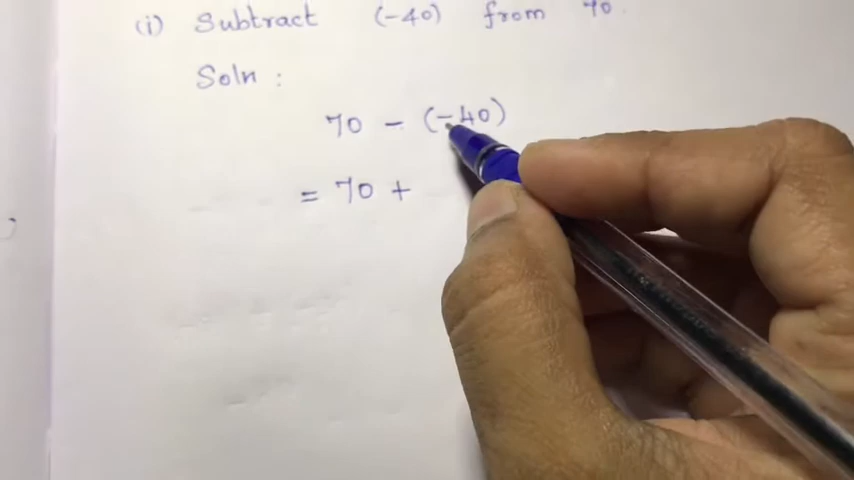 (i) Subtract (-40) from 70.
Soln :
70 - (-40)
= 70 +